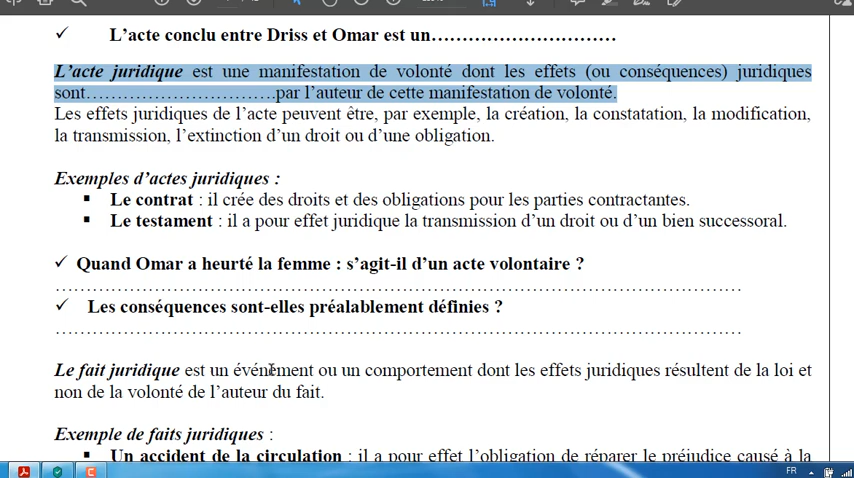 ✓ L’acte conclu entre Driss et Omar est un…………………………
L’acte juridique est une manifestation de volonté dont les effets (ou conséquences) juridiques
sont……………………….par l’auteur de cette manifestation de volonté.
Les effets juridiques de l’acte peuvent être, par exemple, la création, la constatation, la modification,
la transmission, l’extinction d’un droit ou d’une obligation.
Exemples d’actes juridiques :
▪ Le contrat : il crée des droits et des obligations pour les parties contractantes.
▪ Le testament : il a pour effet juridique la transmission d’un droit ou d’un bien successoral.
✓ Quand Omar a heurté la femme : s’agit-il d’un acte volontaire ?
……………………………………………………………………………………
✓ Les conséquences sont-elles préalablement définies ?
……………………………………………………………………………………
Le fait juridique est un événement ou un comportement dont les effets juridiques résultent de la loi et
non de la volonté de l’auteur du fait.
Exemple de faits juridiques :
▪ Un accident de la circulation : il a pour effet l’obligation de réparer le préjudice causé à la
FR